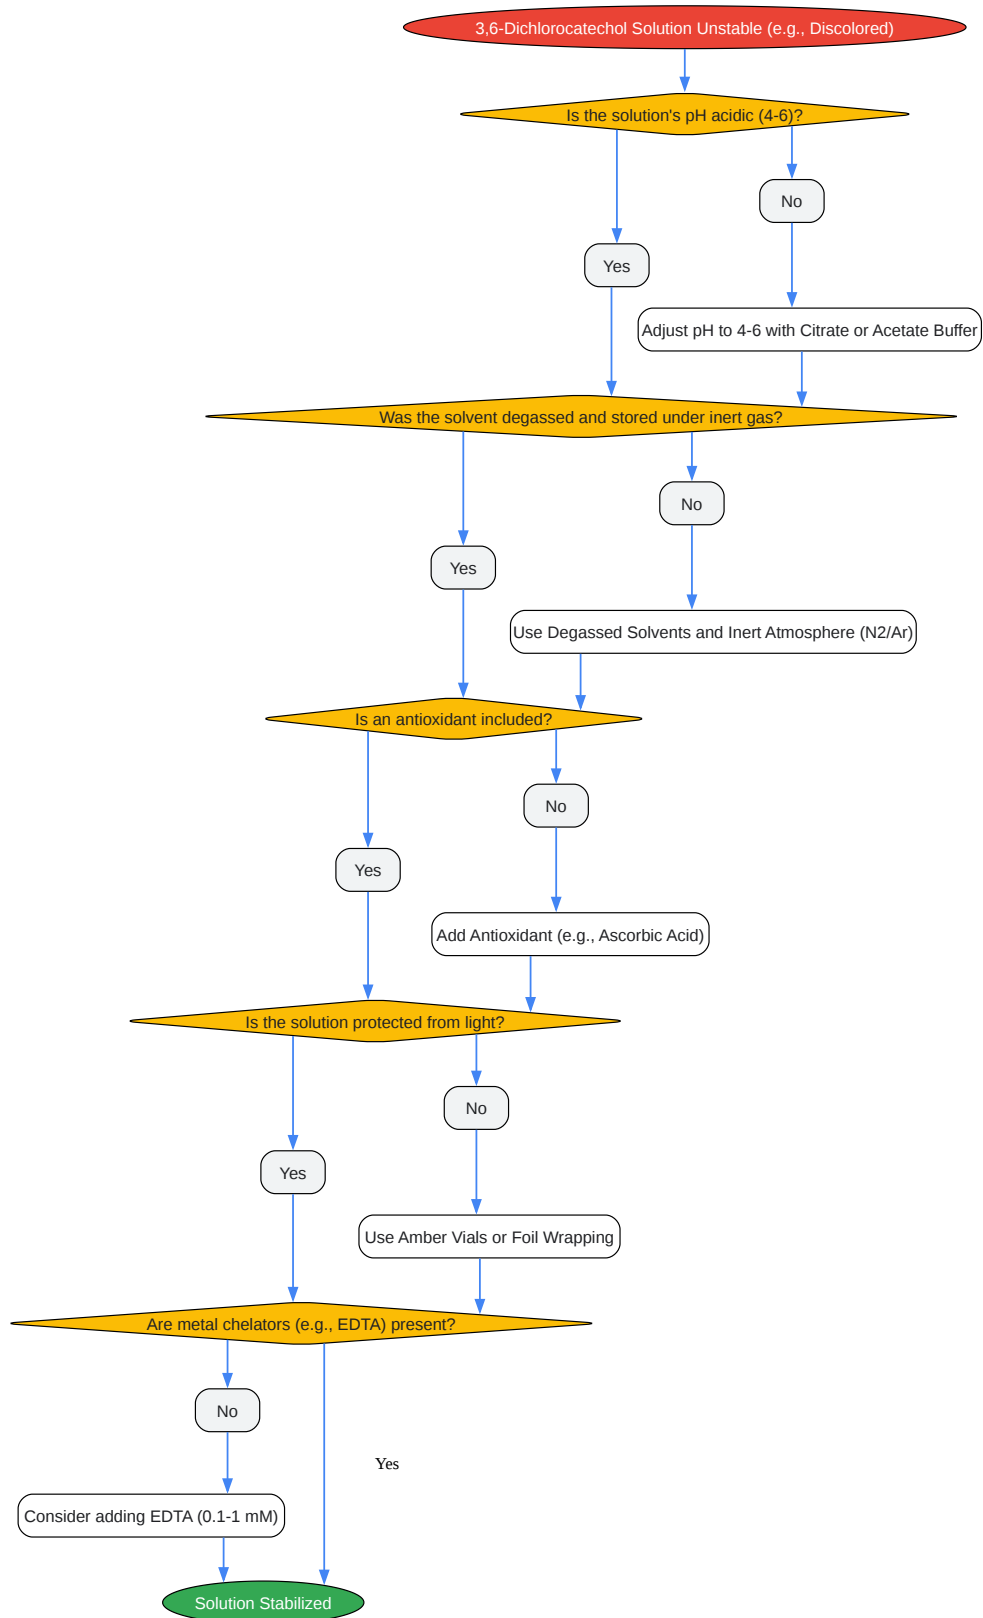 3,6-Dichlorocatechol Solution Unstable (e.g., Discolored)
Is the solution's pH acidic (4-6)?
No
Yes
Adjust pH to 4-6 with Citrate or Acetate Buffer
Was the solvent degassed and stored under inert gas?
No
Yes
Use Degassed Solvents and Inert Atmosphere (N2/Ar)
Is an antioxidant included?
No
Yes
Add Antioxidant (e.g., Ascorbic Acid)
Is the solution protected from light?
No
Yes
Use Amber Vials or Foil Wrapping
Are metal chelators (e.g., EDTA) present?
No
Yes
Consider adding EDTA (0.1-1 mM)
Solution Stabilized